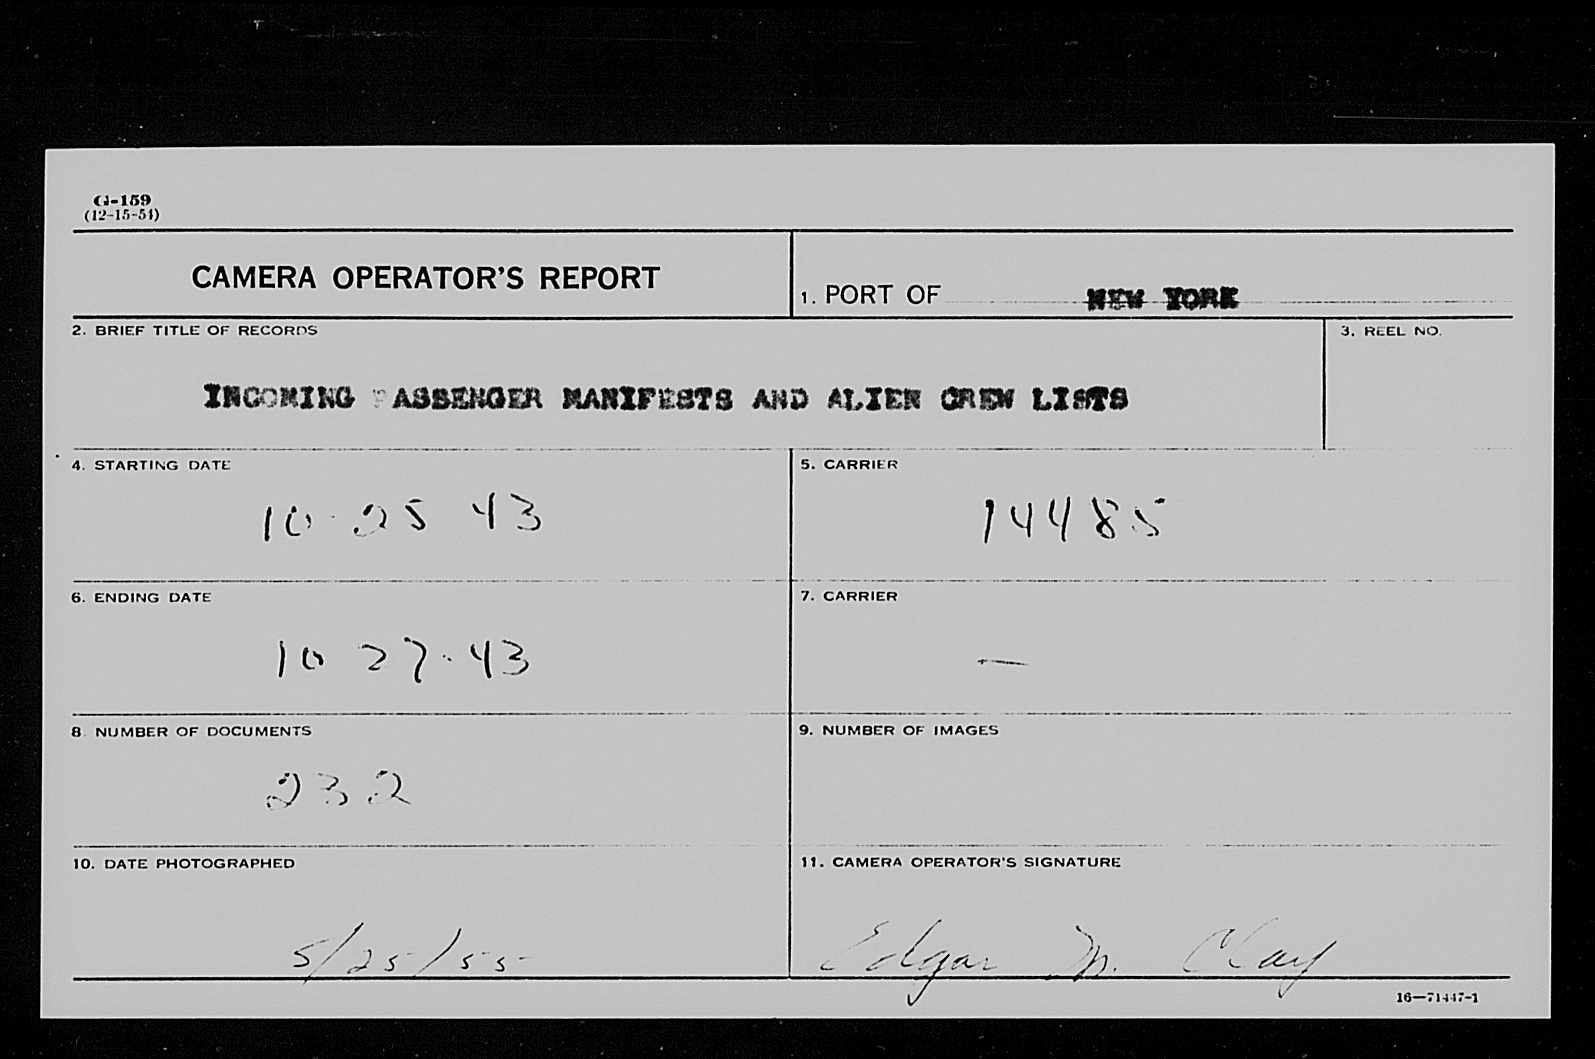 G-159
(12-15-54)
CAMERA OPERATOR'S REPORT
1. PORT OF NEW YORK
2. BRIEF TITLE OF RECORDS
3. REEL NO.
INCOMING PASSENGER MANIFESTS AND ALIEN CREW LISTS
4. STARTING DATE
5. CARRIER
10-25 43
14485
6. ENDING DATE
7. CARRIER
10 27-43
—
8. NUMBER OF DOCUMENTS
9. NUMBER OF IMAGES
232
10. DATE PHOTOGRAPHED
11. CAMERA OPERATOR'S SIGNATURE
5/25/55
Edgar M. Clay
16—71447-1